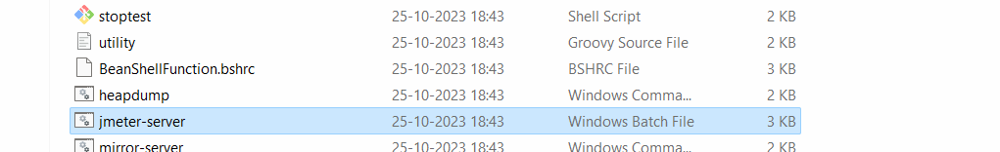 stoptest 25-10-2023 18:43 Shell Script 2 KB
utility 25-10-2023 18:43 Groovy Source File 2 KB
BeanShellFunction.bshrc 25-10-2023 18:43 BSHRC File 3 KB
heapdump 25-10-2023 18:43 Windows Comma... 2 KB
jmeter-server 25-10-2023 18:43 Windows Batch File 3 KB
mirror-server 25-10-2023 18:43 Windows Comma... 2 KB